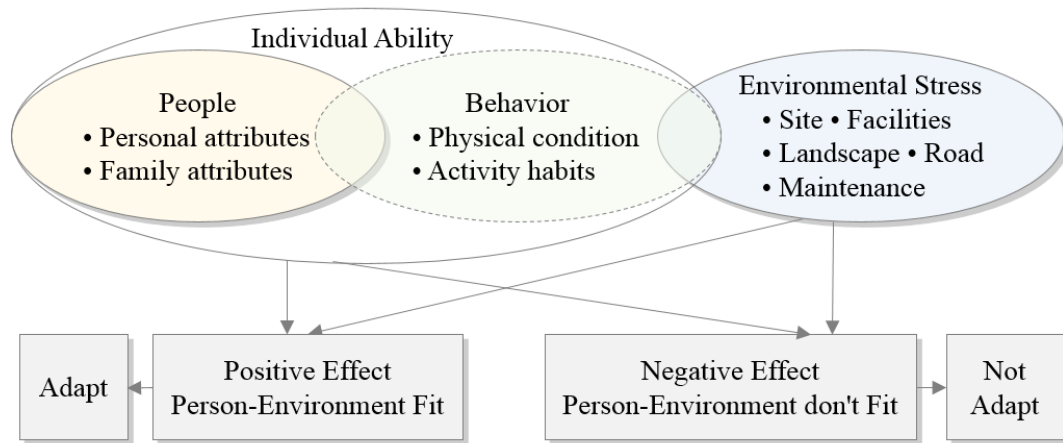 Individual Ability
People
• Personal attributes
• Family attributes
Behavior
• Physical condition
• Activity habits
Environmental Stress
• Site • Facilities
• Landscape • Road
• Maintenance
Adapt
Positive Effect
Person-Environment Fit
Negative Effect
Person-Environment don't Fit
Not
Adapt